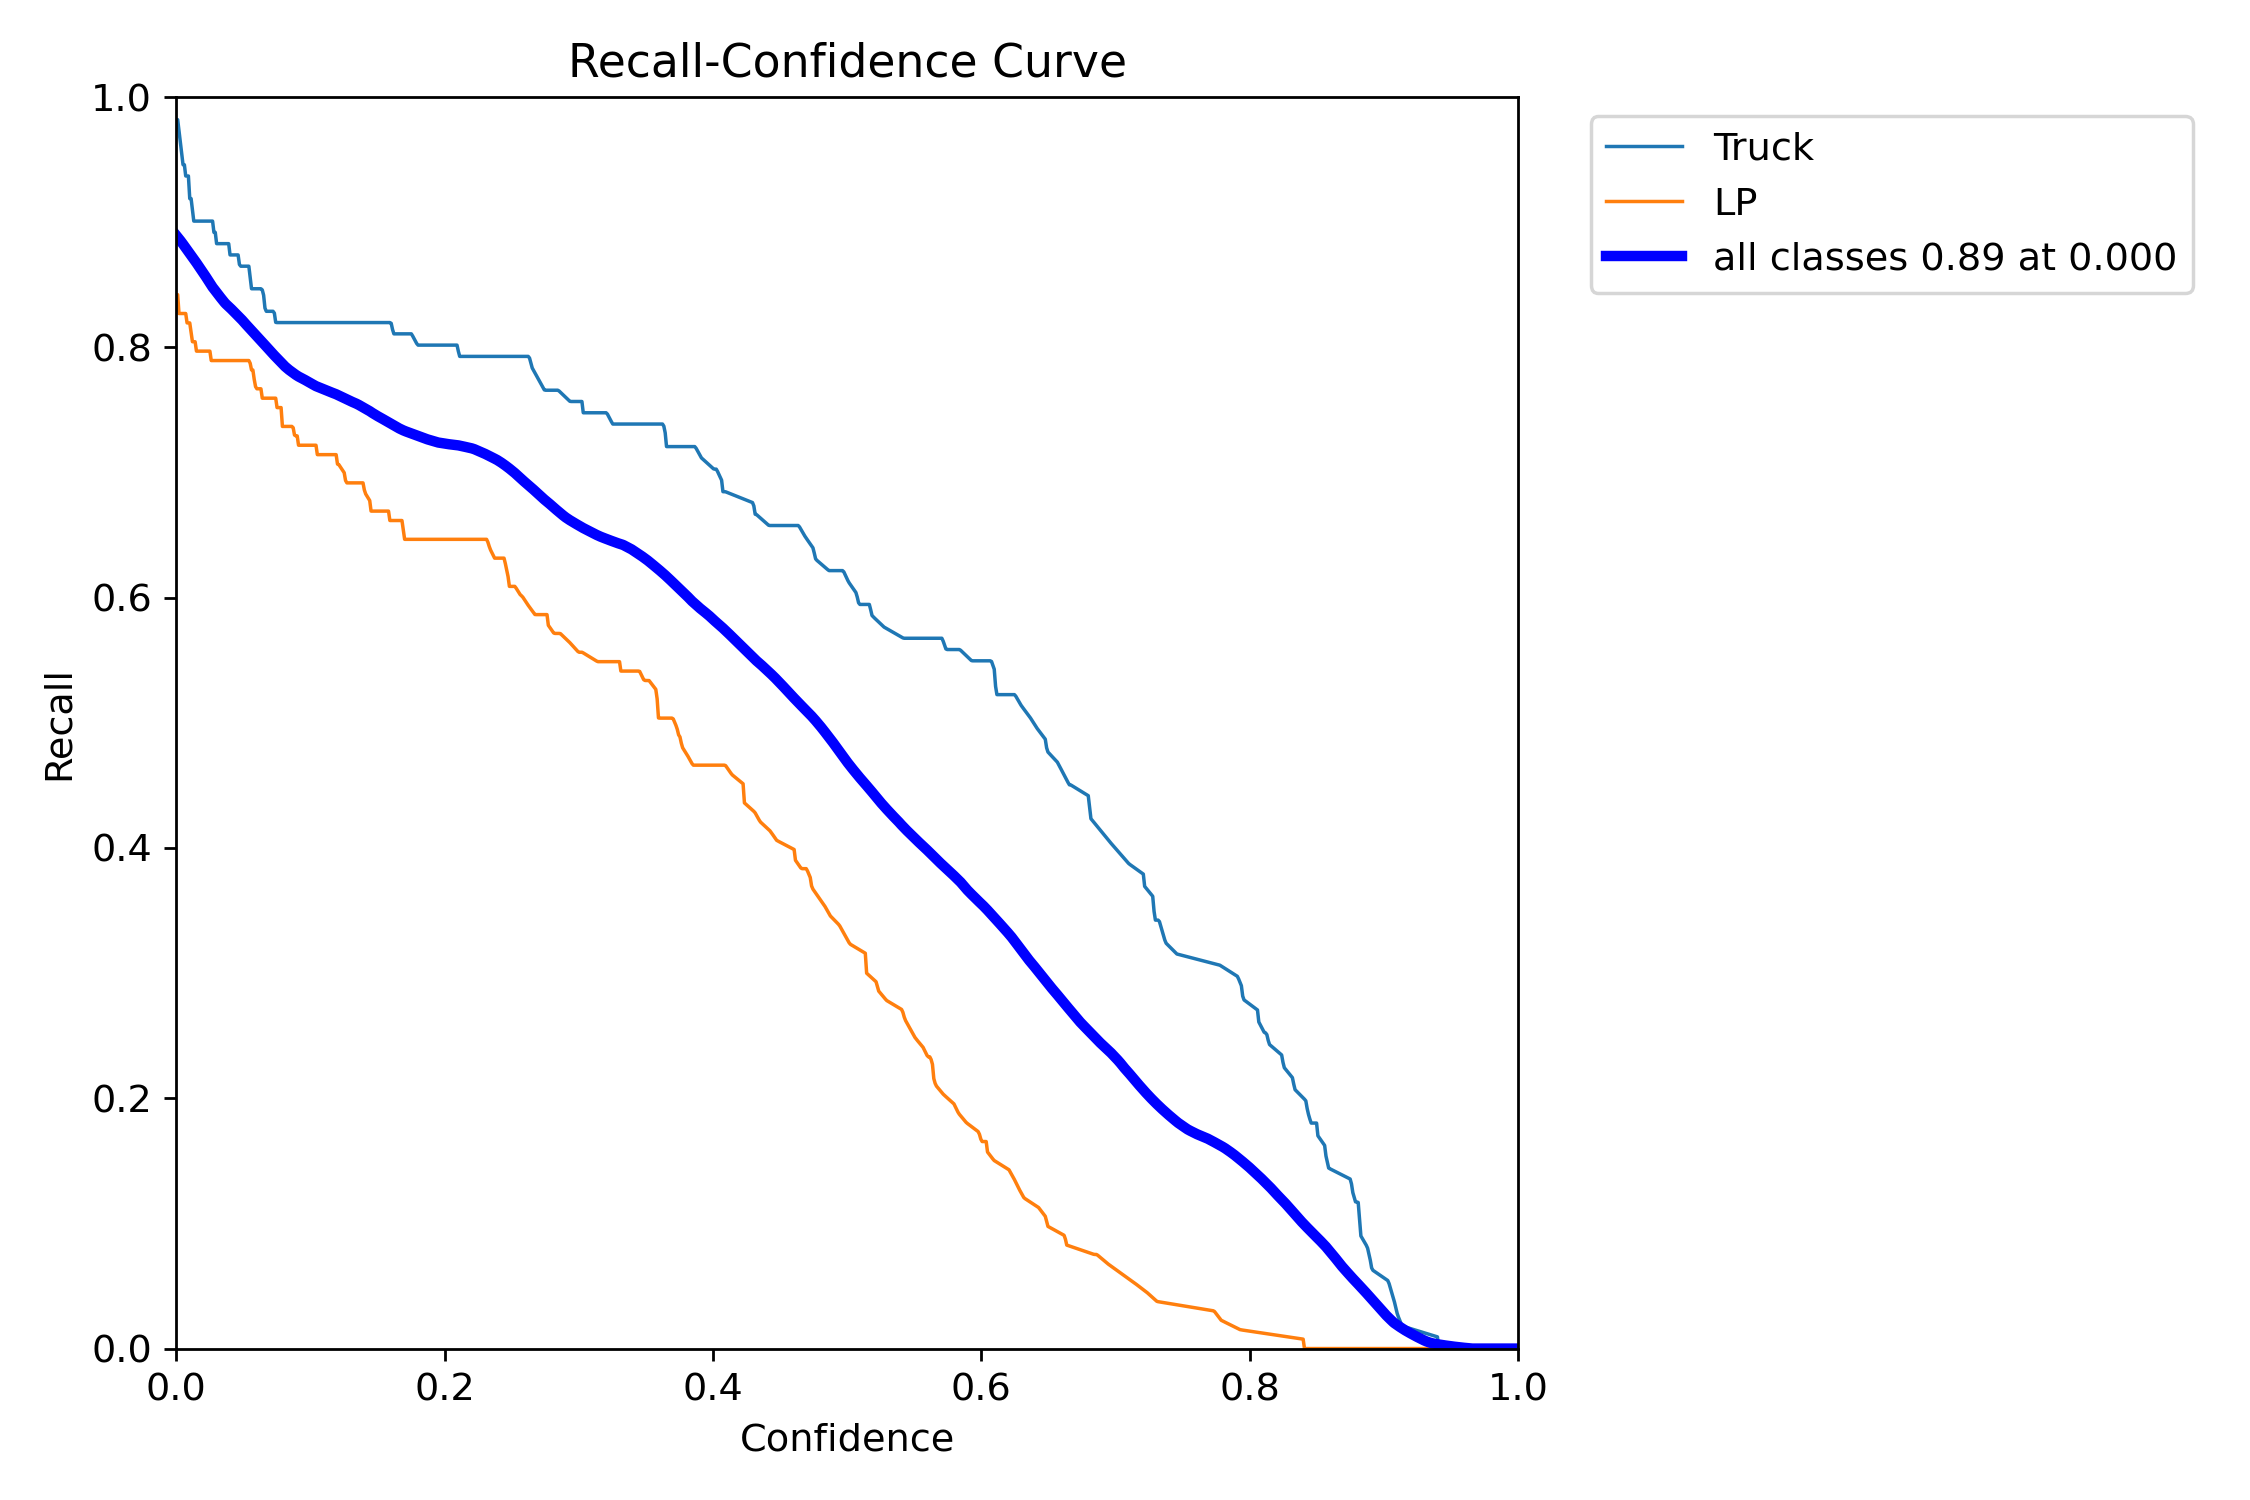 Recall-Confidence Curve
1.0
0.8
0.6
0.4
0.2
0.0
Recall
0.0 0.2 0.4 0.6 0.8 1.0
Confidence
Truck
LP
all classes 0.89 at 0.000